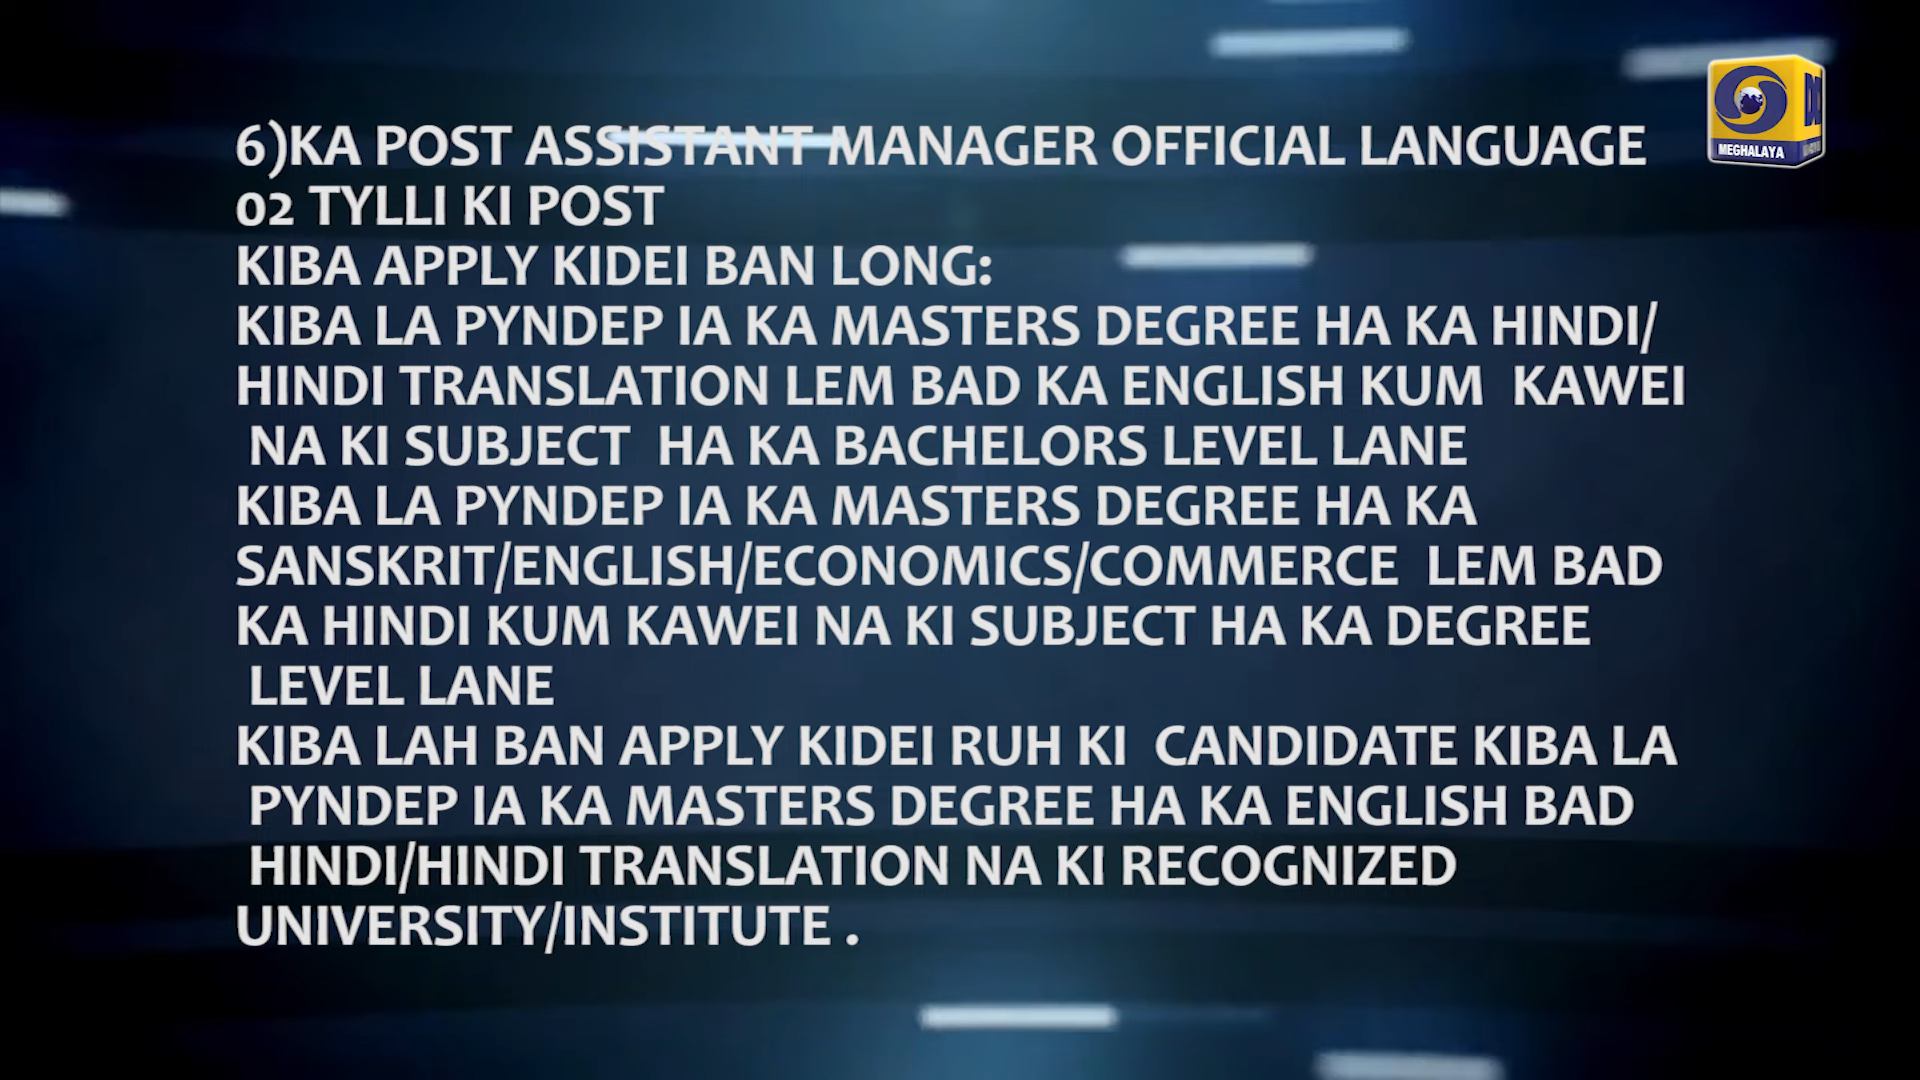 6)KA POST ASSISTANT MANAGER OFFICIAL LANGUAGE
02 TYLLI KI POST
KIBA APPLY KIDEI BAN LONG:
KIBA LA PYNDEP IA KA MASTERS DEGREE HA KA HINDI/
HINDI TRANSLATION LEM BAD KA ENGLISH KUM KAWEI
NA KI SUBJECT HA KA BACHELORS LEVEL LANE
KIBA LA PYNDEP IA KA MASTERS DEGREE HA KA
SANSKRIT/ENGLISH/ECONOMICS/COMMERCE LEM BAD
KA HINDI KUM KAWEI NA KI SUBJECT HA KA DEGREE
LEVEL LANE
KIBA LAH BAN APPLY KIDEI RUH KI CANDIDATE KIBA LA
PYNDEP IA KA MASTERS DEGREE HA KA ENGLISH BAD
HINDI/HINDI TRANSLATION NA KI RECOGNIZED
UNIVERSITY/INSTITUTE .
MEGHALAYA